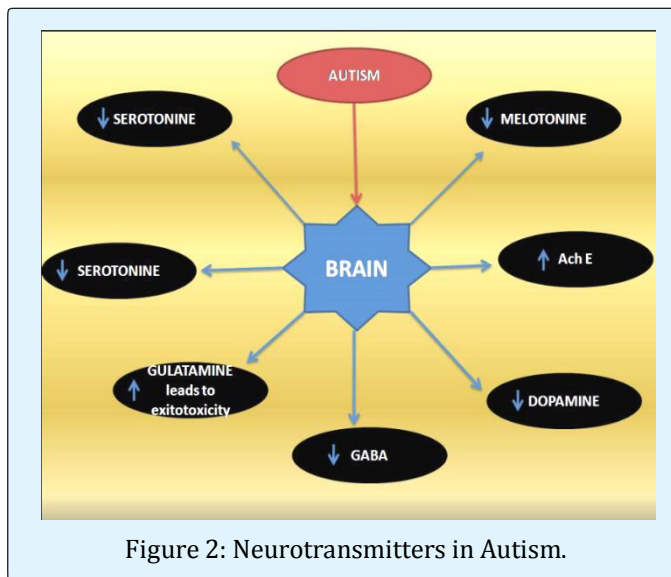 AUTISM
↓ SEROTONINE
↓ MELOTONINE
↓ SEROTONINE
BRAIN
↑ Ach E
↑ GULATAMINE
leads to
exitotoxicity
↓ DOPAMINE
↓ GABA
Figure 2: Neurotransmitters in Autism.